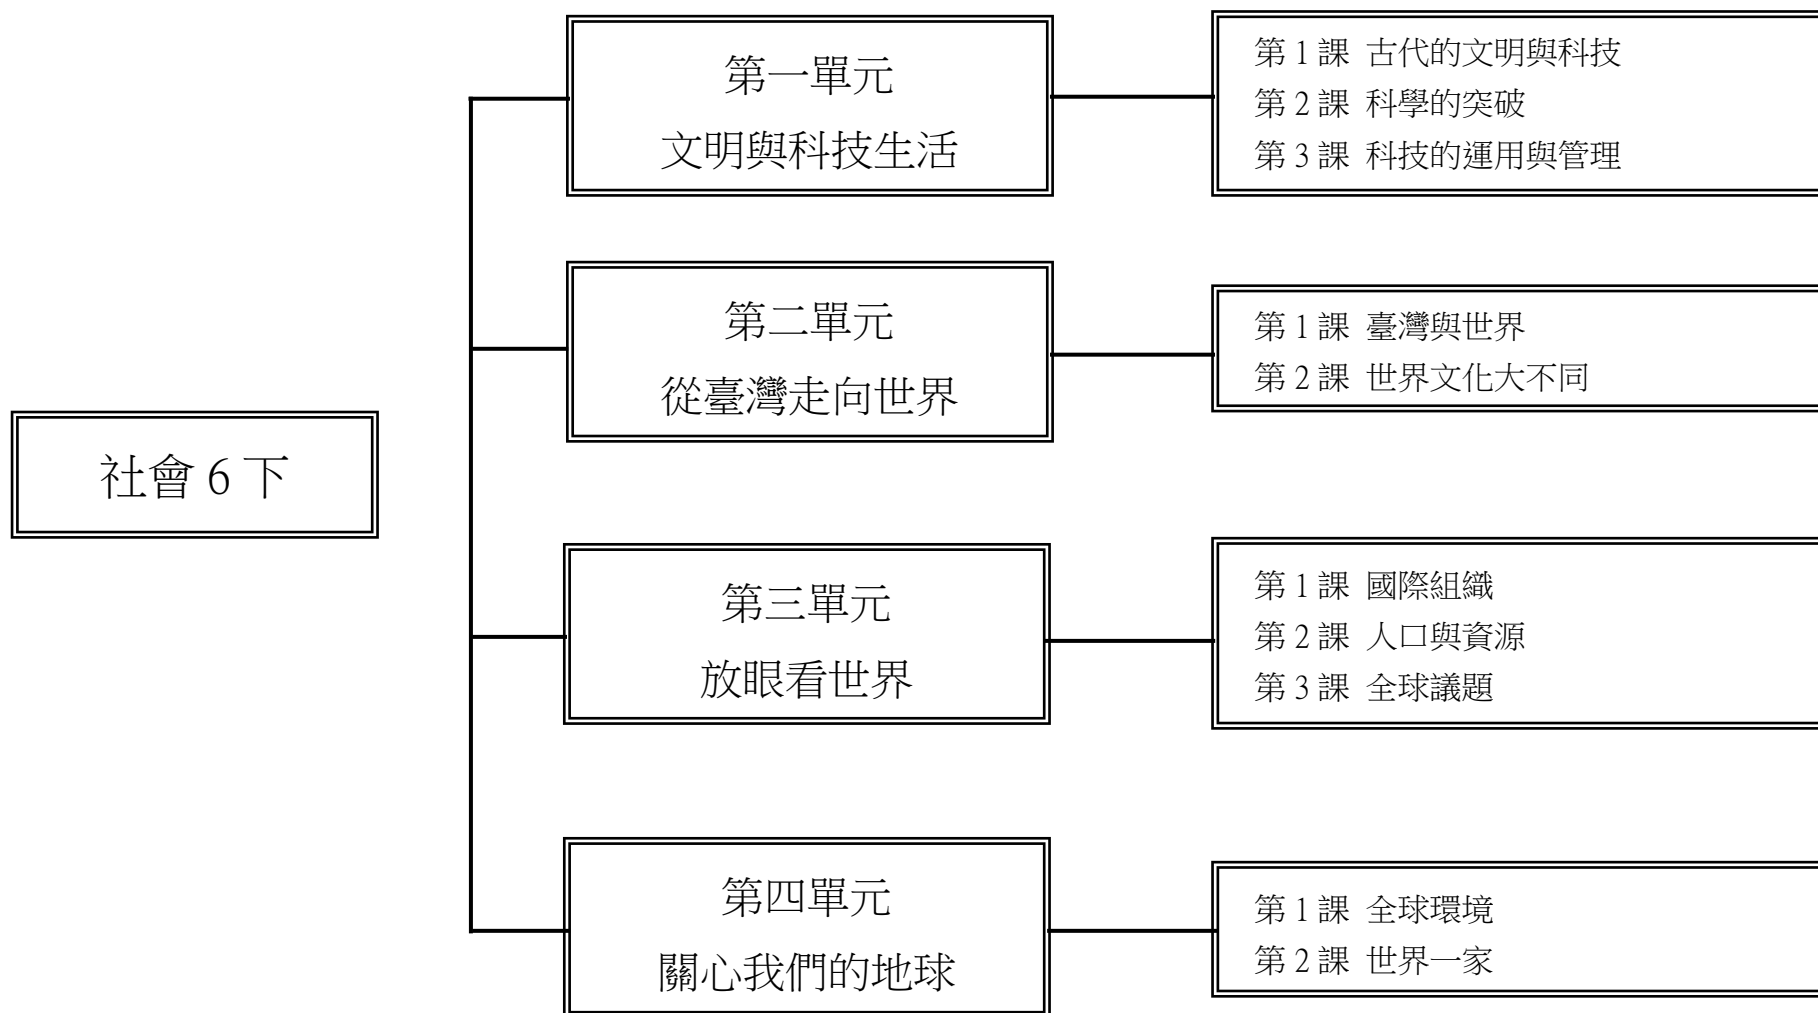 社會 6 下
第一單元
文明與科技生活
第 1 課 古代的文明與科技
第 2 課 科學的突破
第 3 課 科技的運用與管理
第二單元
從臺灣走向世界
第 1 課 臺灣與世界
第 2 課 世界文化大不同
第三單元
放眼看世界
第 1 課 國際組織
第 2 課 人口與資源
第 3 課 全球議題
第四單元
關心我們的地球
第 1 課 全球環境
第 2 課 世界一家